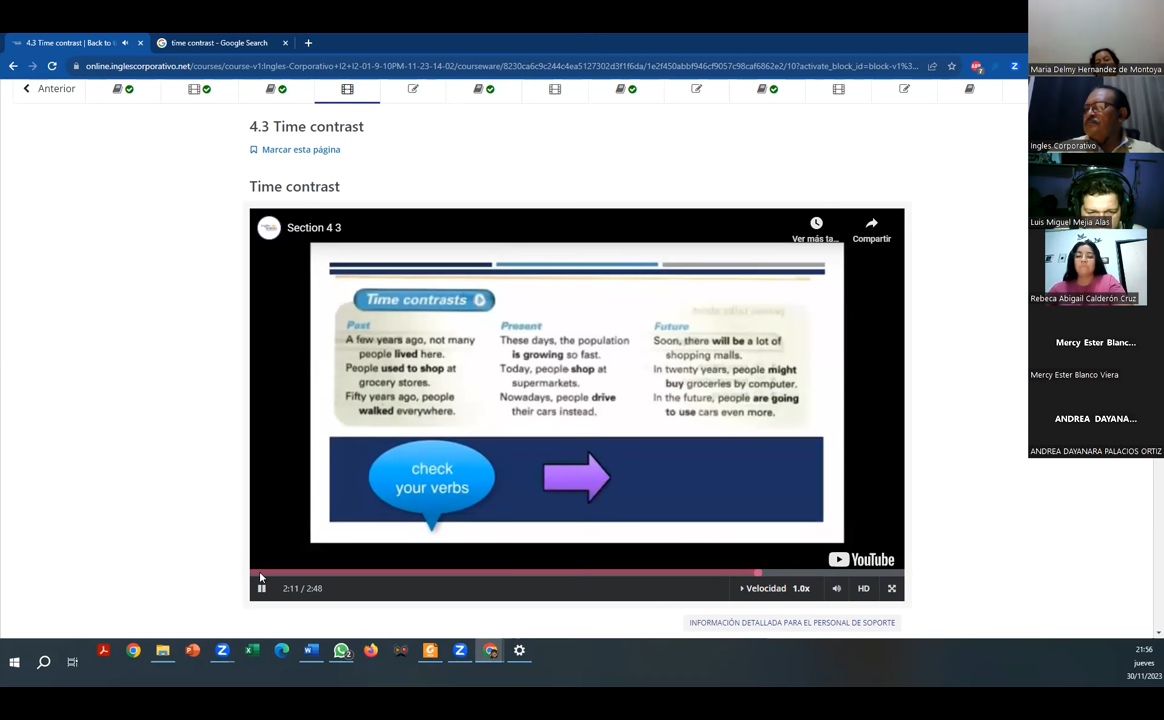 4.3 Time contrast | Back to
time contrast - Google Search
online.inglescorporativo.net/courses/course-v1:Ingles-Corporativo+I2+I2-01-9-10PM-11-23-14-02/courseware/8230ca6c9c244c4ea5127302d3f1f6da/1e2f450abbf946cf9057c98caf6862e2/10?activate_block_id=block-v1%3...
Anterior
4.3 Time contrast
Marcar esta página
Time contrast
Section 4 3
Ver más ta...
Compartir
Time contrasts
Past
A few years ago, not many
people lived here.
People used to shop at
grocery stores.
Fifty years ago, people
walked everywhere.
Present
These days, the population
is growing so fast.
Today, people shop at
supermarkets.
Nowadays, people drive
their cars instead.
Future
Soon, there will be a lot of
shopping malls.
In twenty years, people might
buy groceries by computer.
In the future, people are going
to use cars even more.
check
your verbs
YouTube
2:11 / 2:48
Velocidad 1.0x
HD
INFORMACIÓN DETALLADA PARA EL PERSONAL DE SOPORTE
Maria Delmy Hernandez de Montoya
Ingles Corporativo
Luis Miguel Mejia Alas
Rebeca Abigail Calderón Cruz
Mercy Ester Blanc...
Mercy Ester Blanco Viera
ANDREA DAYANA...
ANDREA DAYANARA PALACIOS ORTIZ
2
21:56
jueves
30/11/2023